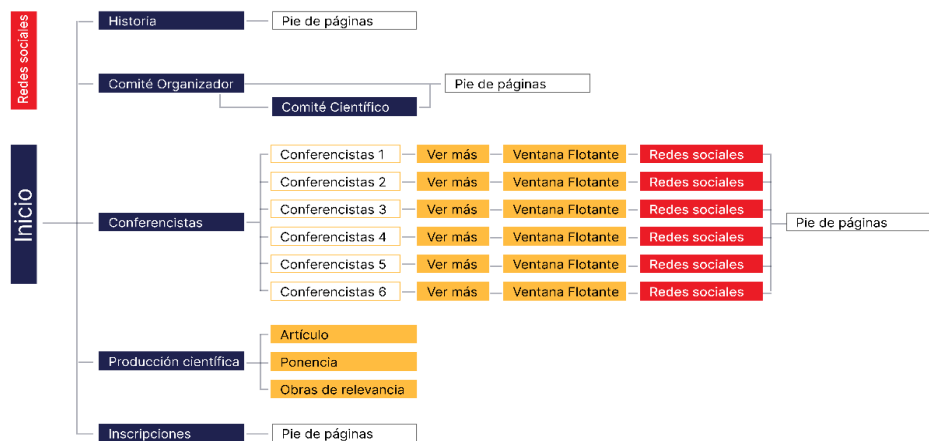 Redes sociales
Inicio
Historia
Pie de páginas
Comité Organizador
Pie de páginas
Comité Científico
Conferencistas
Conferencistas 1
Ver más
Ventana Flotante
Redes sociales
Conferencistas 2
Ver más
Ventana Flotante
Redes sociales
Conferencistas 3
Ver más
Ventana Flotante
Redes sociales
Conferencistas 4
Ver más
Ventana Flotante
Redes sociales
Conferencistas 5
Ver más
Ventana Flotante
Redes sociales
Conferencistas 6
Ver más
Ventana Flotante
Redes sociales
Pie de páginas
Producción científica
Artículo
Ponencia
Obras de relevancia
Inscripciones
Pie de páginas